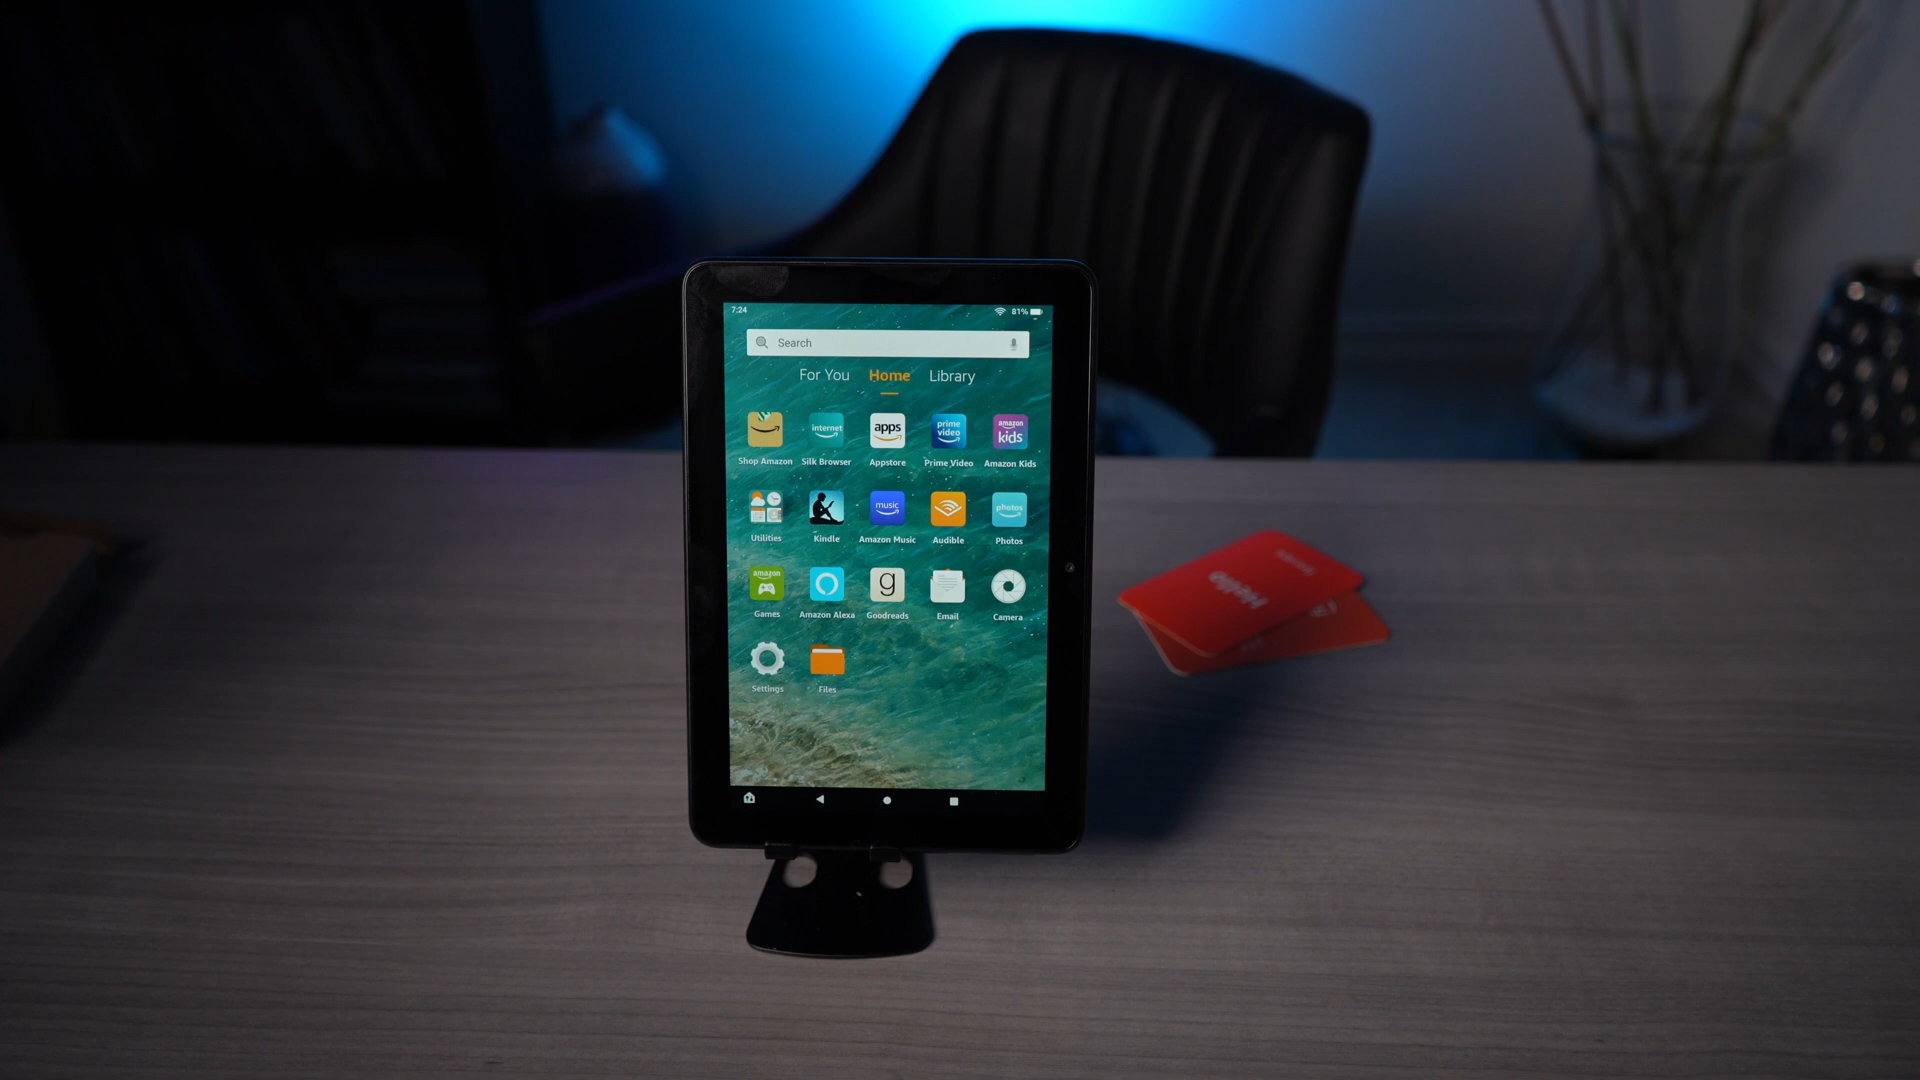 7:24 81%
Search
For You Home Library
internet apps prime video amazon kids
Shop Amazon Silk Browser Appstore Prime Video Amazon Kids
music photos
Utilities Kindle Amazon Music Audible Photos
amazon g
Games Amazon Alexa Goodreads Email Camera
Settings Files
Hello